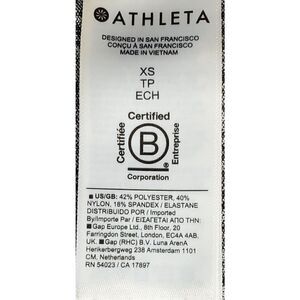 ATHLETA
DESIGNED IN SAN FRANCISCO
CONÇU À SAN FRANCISCO
MADE IN VIETNAM
XS
TP
ECH
Certified
Certifiée
B
®
Entreprise
Corporation
■ US/GB: 42% POLYESTER, 40%
NYLON, 18% SPANDEX / ELASTANE
DISTRIBUIDO POR / Imported
By/IMporte Par / ΕΙΣΑΓΕΤΑΙ ΑΠΟ ΤΗΝ:
■ Gap Europe Ltd., 8th Floor, 20
Farringdon Street, London, EC4A 4AB,
UK. ■ Gap (RHC) B.V. Luna ArenA
Herikerbergweg 238 Amsterdam 1101
CM, Netherlands
RN 54023 / CA 17897